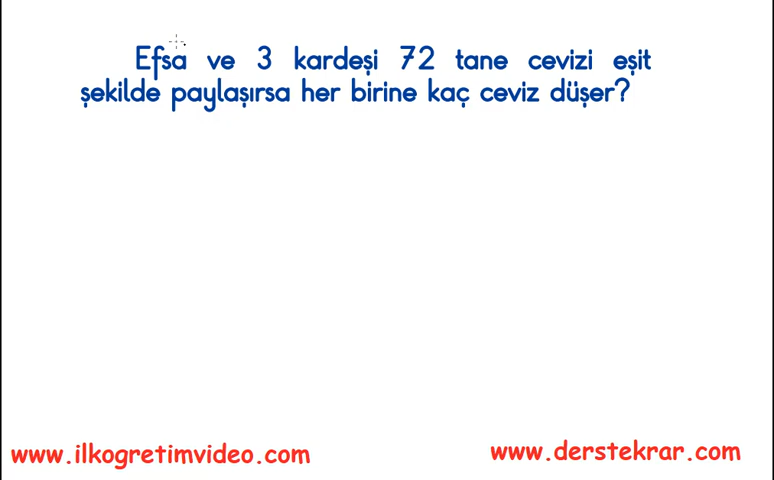 Efsa ve 3 kardeşi 72 tane cevizi eşit
şekilde paylaşırsa her birine kaç ceviz düşer?
www.ilkogretimvideo.com
www.derstekrar.com